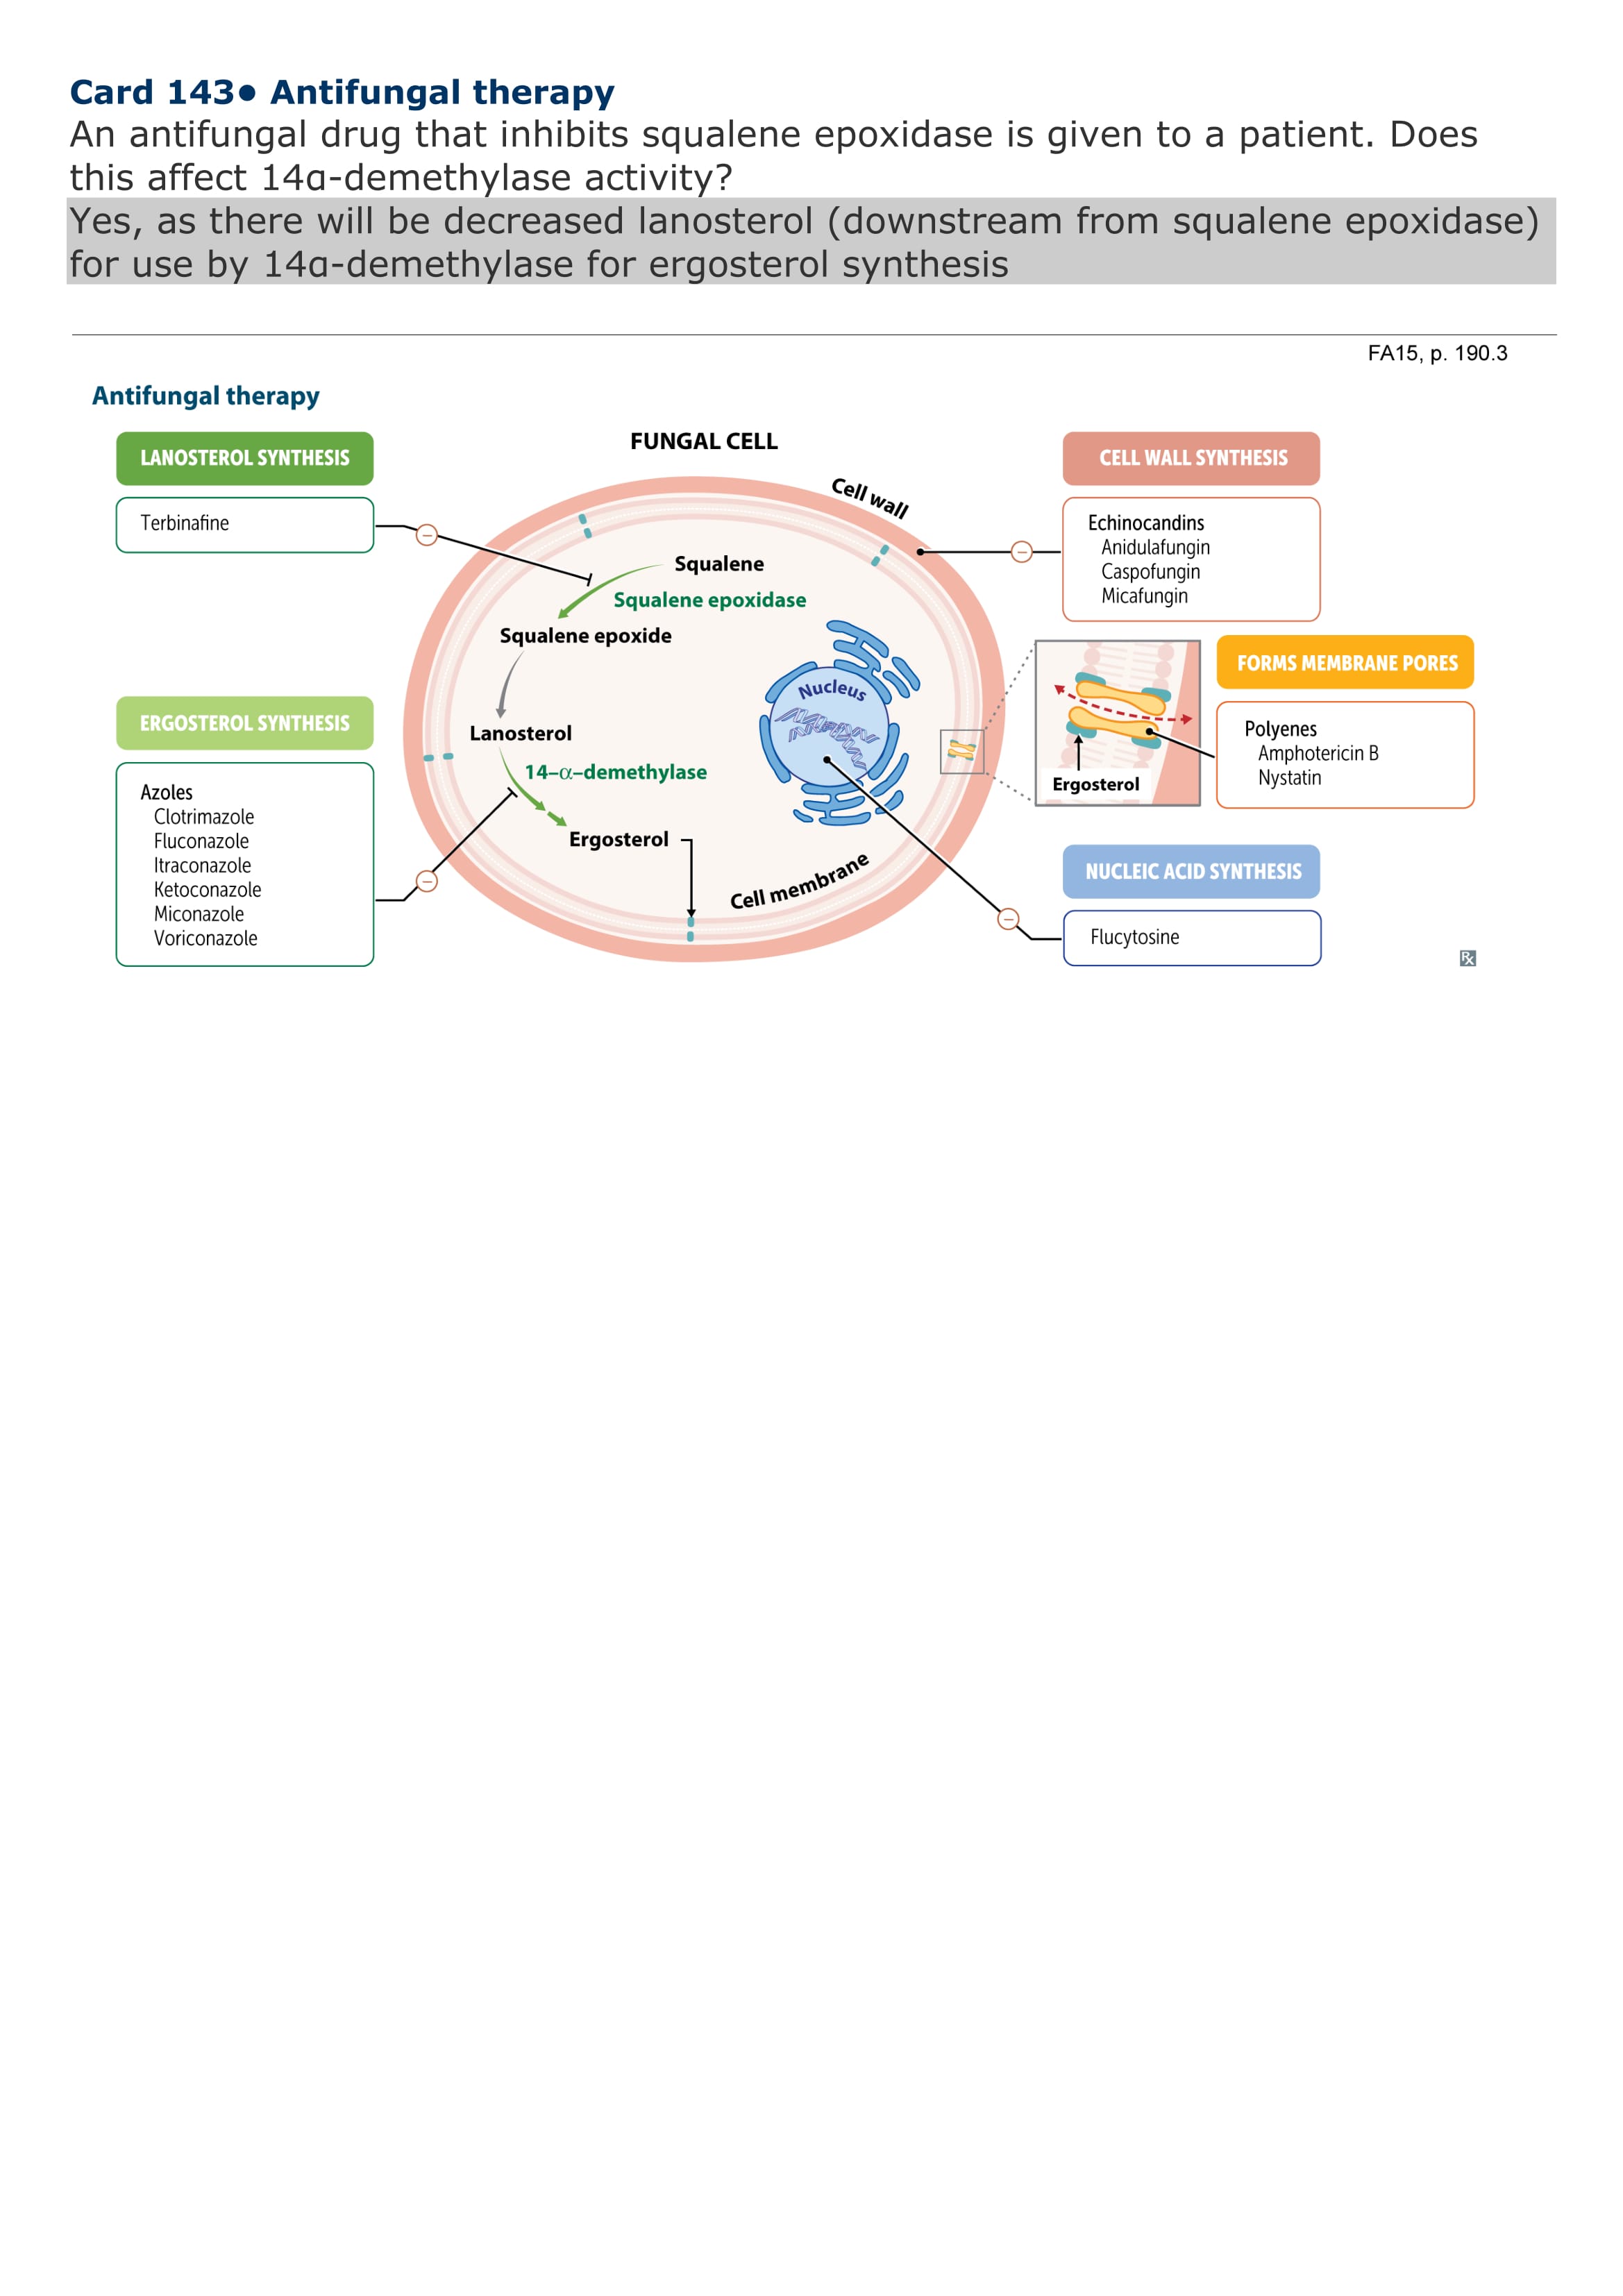 Card 143● Antifungal therapy
An antifungal drug that inhibits squalene epoxidase is given to a patient. Does
this affect 14ɑ-demethylase activity?
Yes, as there will be decreased lanosterol (downstream from squalene epoxidase)
for use by 14ɑ-demethylase for ergosterol synthesis
FA15, p. 190.3
Antifungal therapy
LANOSTEROL SYNTHESIS
Terbinafine
ERGOSTEROL SYNTHESIS
Azoles
Clotrimazole
Fluconazole
Itraconazole
Ketoconazole
Miconazole
Voriconazole
FUNGAL CELL
Cell wall
Squalene
Squalene epoxidase
Squalene epoxide
Lanosterol
14–α–demethylase
Ergosterol
Nucleus
Cell membrane
CELL WALL SYNTHESIS
Echinocandins
Anidulafungin
Caspofungin
Micafungin
Ergosterol
FORMS MEMBRANE PORES
Polyenes
Amphotericin B
Nystatin
NUCLEIC ACID SYNTHESIS
Flucytosine
Rx